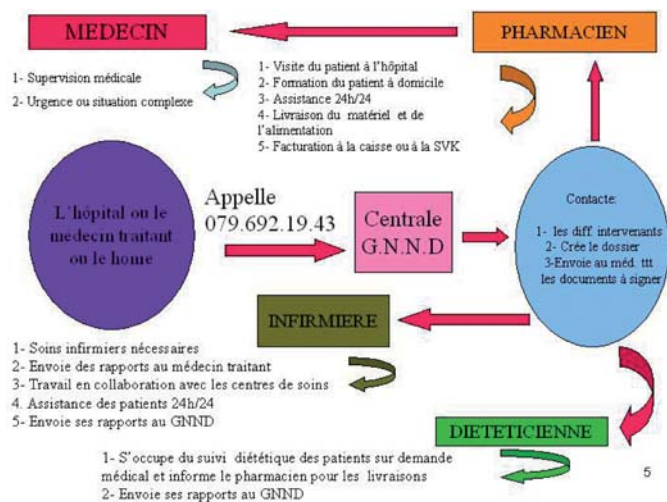 MEDECIN
PHARMACIEN
1- Supervision médicale
2- Urgence ou situation complexe
1- Visite du patient à l'hôpital
2- Formation du patient à domicile
3- Assistance 24h/24
4- Livraison du matériel et de
l'alimentation
5- Facturation à la caisse ou à la SVK
L'hôpital ou le
médecin traitant
ou le home
Appelle
079.692.19.43
Centrale
G.N.N.D
Contacte:
1- les diff. intervenants
2- Crée le dossier
3-Envoie au méd. ttt
les documents à signer
INFIRMIERE
1- Soins infirmiers nécessaires
2- Envoie des rapports au médecin traitant
3- Travail en collaboration avec les centres de soins
4. Assistance des patients 24h/24
5- Envoie ses rapports au GNND
DIETETICIENNE
1- S'occupe du suivi diététique des patients sur demande
médical et informe le pharmacien pour les livraisons
2- Envoie ses rapports au GNND
5